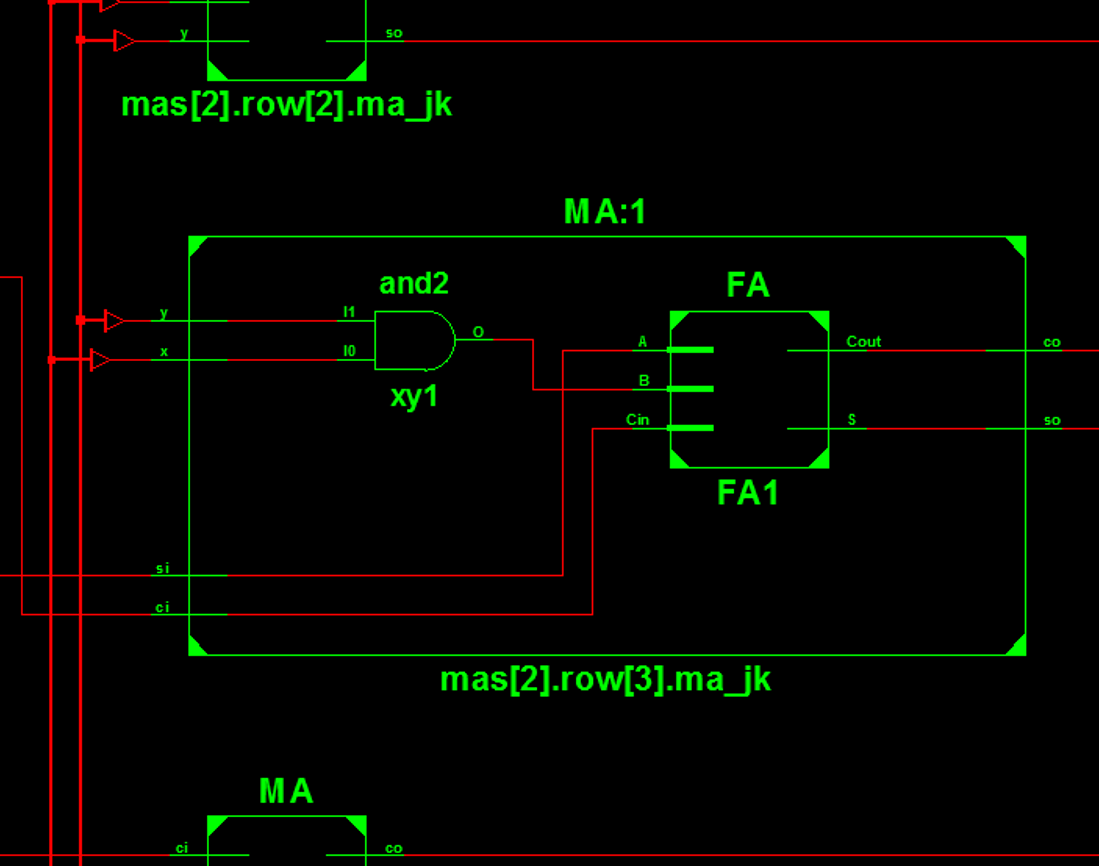 y so
mas[2].row[2].ma_jk
MA:1
and2
FA
y I1
O
A Cout co
x I0
B
xy1
Cin S so
FA1
si
ci
mas[2].row[3].ma_jk
MA
ci co